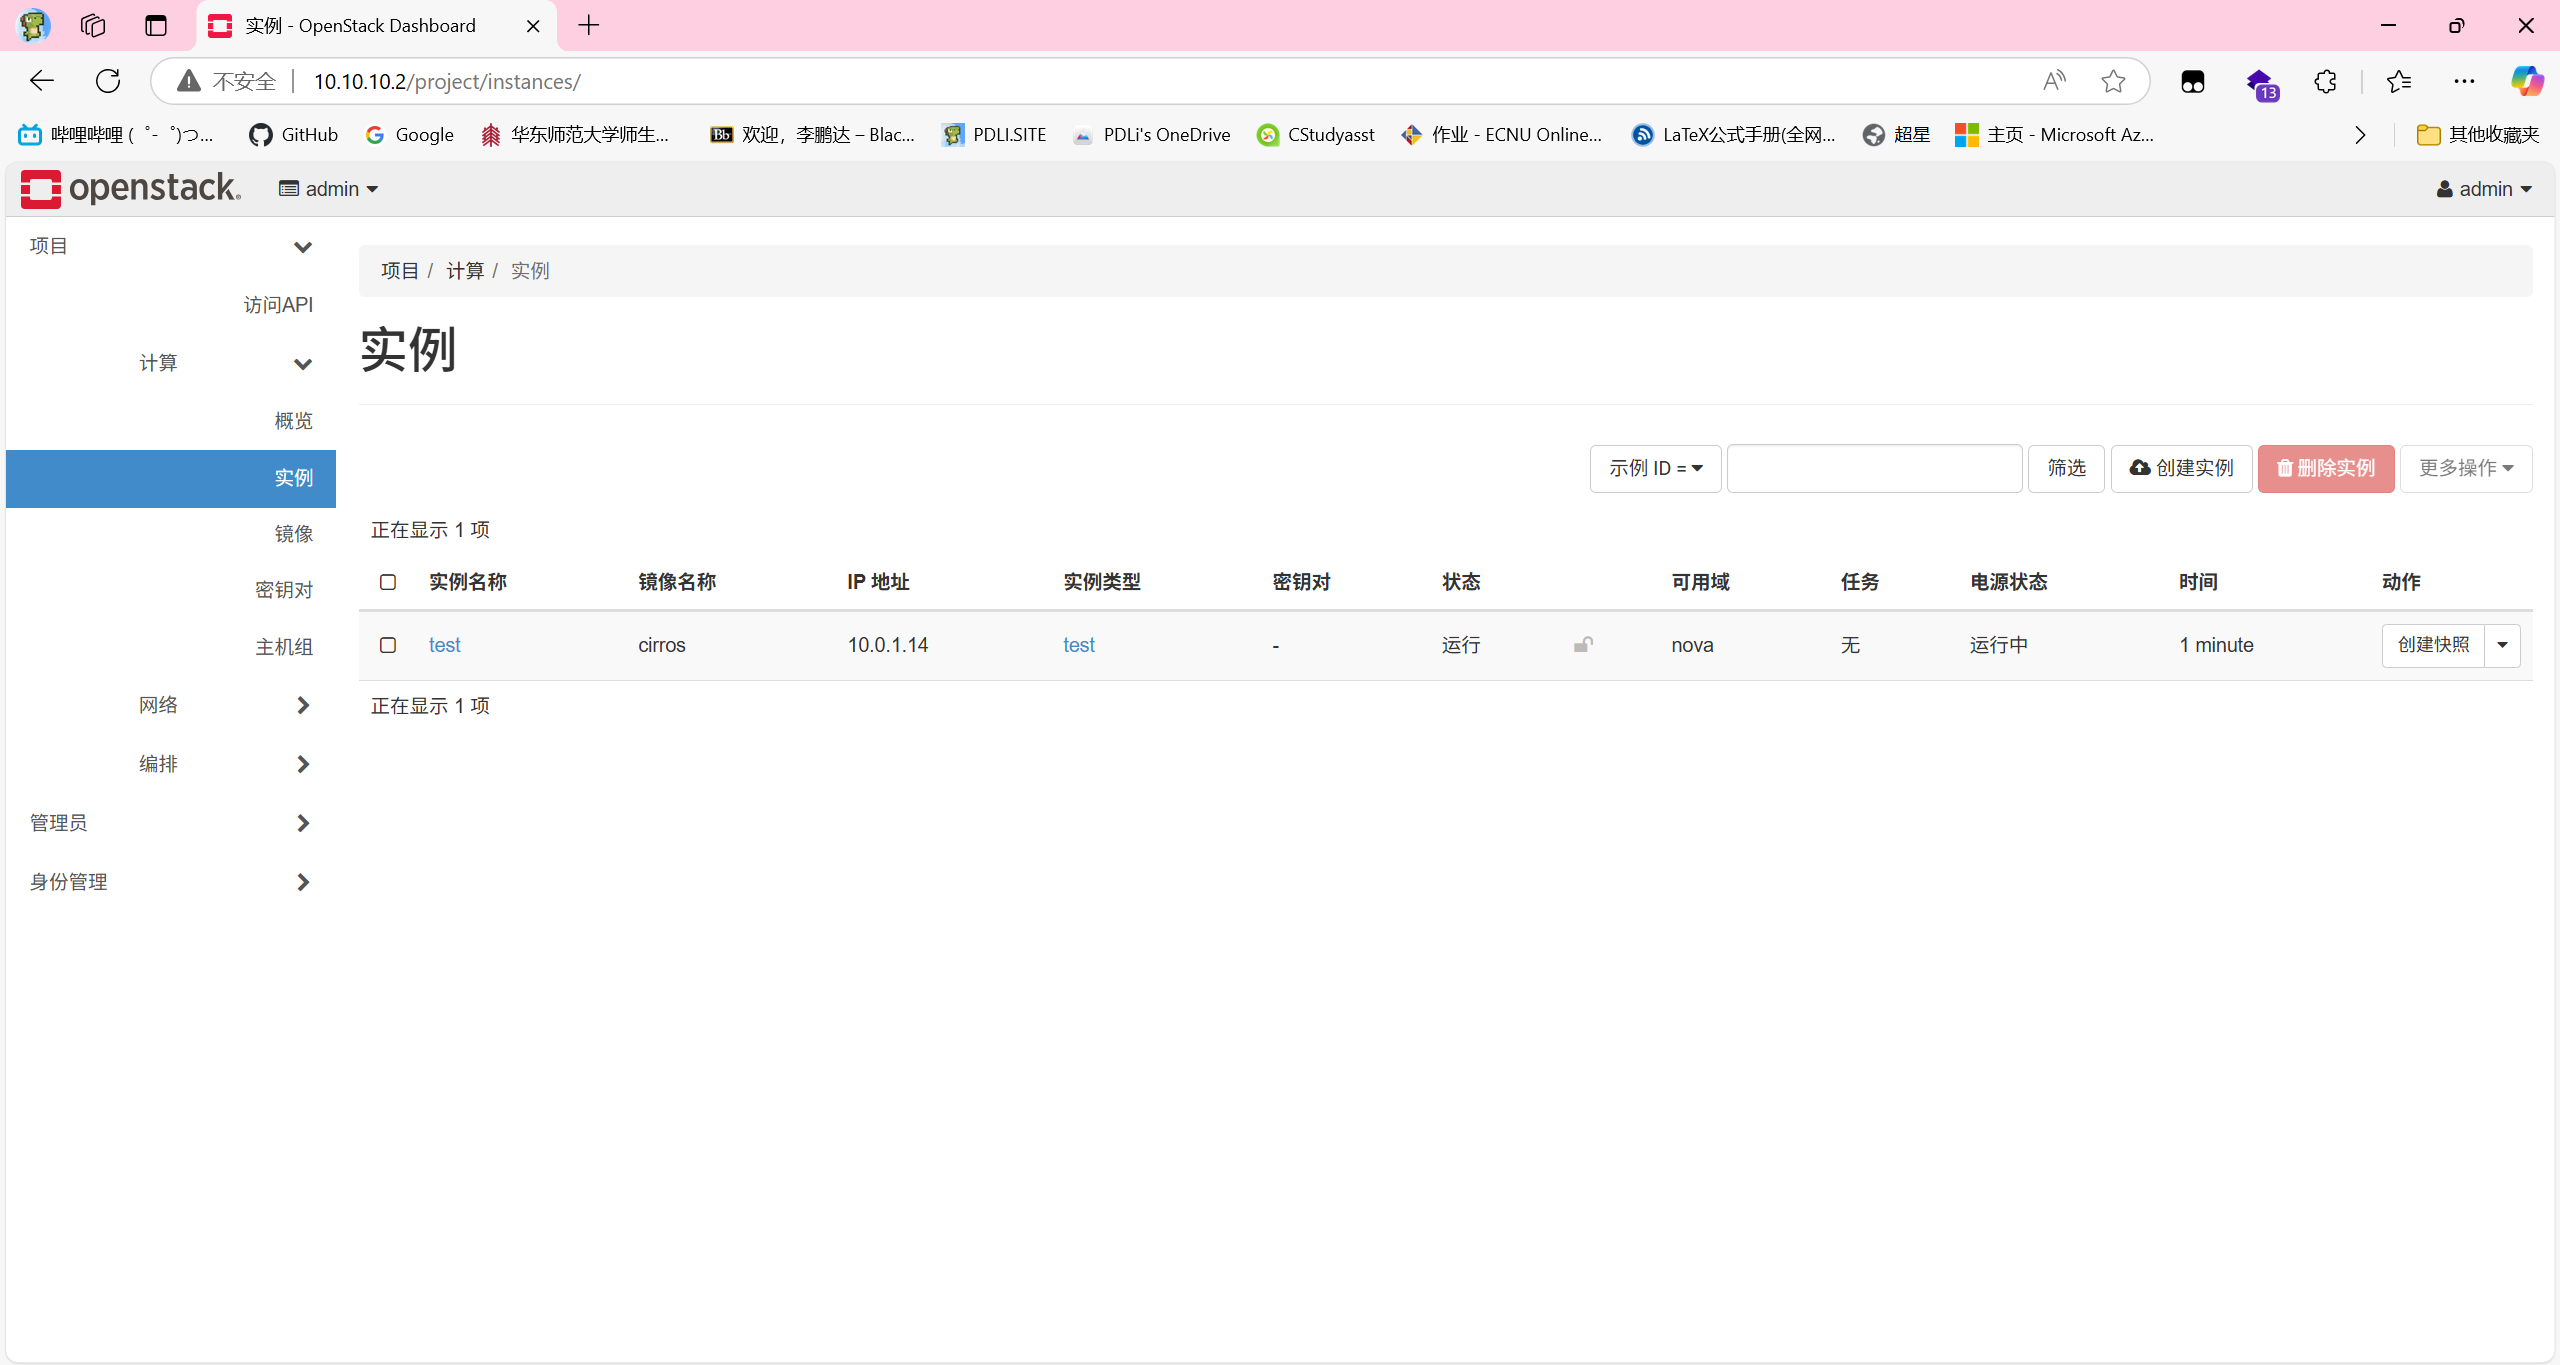 实例 - OpenStack Dashboard
不安全 10.10.10.2/project/instances/
13
哔哩哔哩 (゜-゜)つ... GitHub Google 华东师范大学师生... Bb 欢迎，李鹏达 – Blac... PDLI.SITE PDLi's OneDrive CStudyasst 作业 - ECNU Online... LaTeX公式手册(全网... 超星 主页 - Microsoft Az... 其他收藏夹
openstack. admin admin
项目
访问API
计算
概览
实例
镜像
密钥对
主机组
网络
编排
管理员
身份管理
项目 / 计算 / 实例
实例
示例 ID = 筛选 创建实例 删除实例 更多操作
正在显示 1 项
实例名称 镜像名称 IP 地址 实例类型 密钥对 状态 可用域 任务 电源状态 时间 动作
test cirros 10.0.1.14 test - 运行 nova 无 运行中 1 minute 创建快照
正在显示 1 项